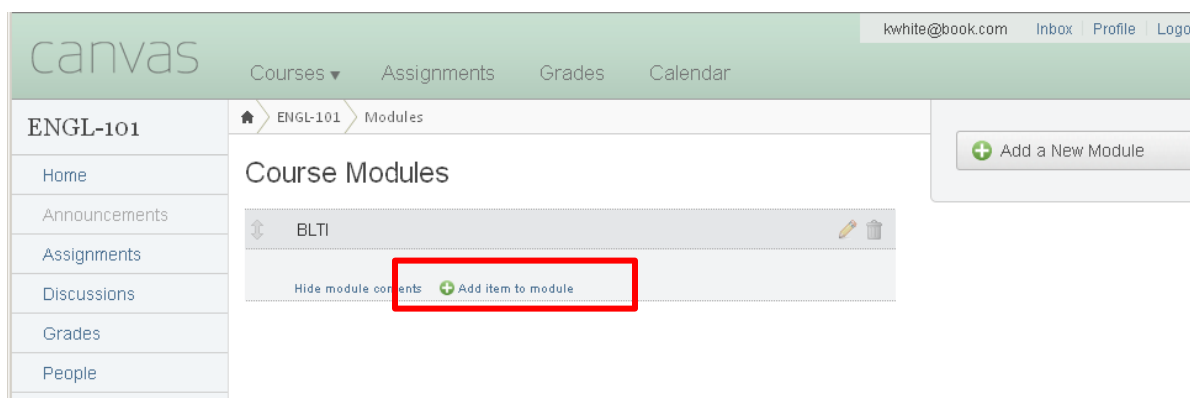 kwhite@book.com Inbox Profile Logo
canvas
Courses ▾ Assignments Grades Calendar
ENGL-101
ENGL-101 Modules
Add a New Module
Course Modules
Home
Announcements
BLTI
Assignments
Hide module contents Add item to module
Discussions
Grades
People